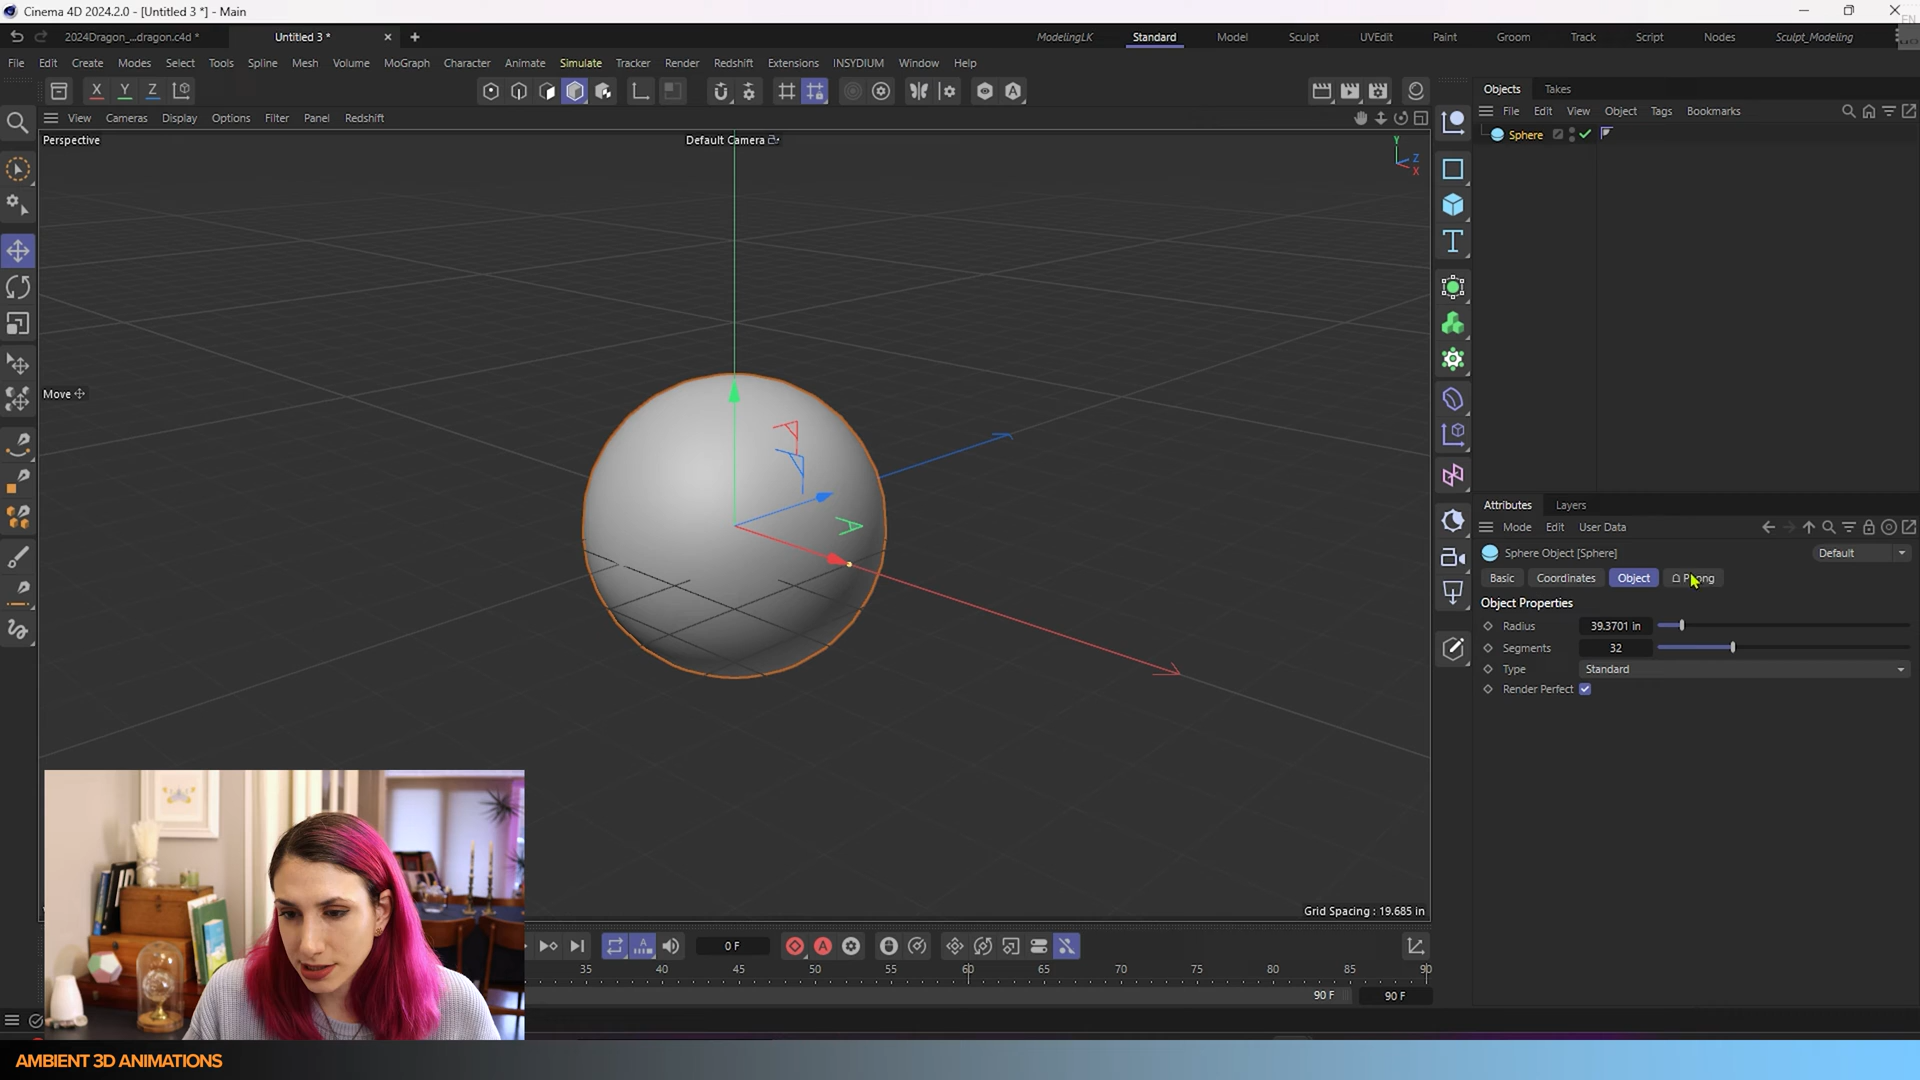 Cinema 4D 2024.2.0 - [Untitled 3 *] - Main
EN
2024Dragon_...dragon.c4d *
Untitled 3 *
ModelingLK
Standard
Model
Sculpt
UVEdit
Paint
Groom
Track
Script
Nodes
Sculpt_Modeling
File Edit Create Modes Select Tools Spline Mesh Volume MoGraph Character Animate Simulate Tracker Render Redshift Extensions INSYDIUM Window Help
X Y Z
View Cameras Display Options Filter Panel Redshift
Perspective
Default Camera
Y
Z
X
Move
Grid Spacing : 19.685 in
Objects Takes
File Edit View Object Tags Bookmarks
Sphere
Attributes Layers
Mode Edit User Data
Sphere Object [Sphere]
Default
Basic Coordinates Object
Object Properties
Radius 39.3701 in
Segments 32
Type Standard
Render Perfect
0 F
35 40 45 50 55 60 65 70 75 80 85 90
90 F
90 F
AMBIENT 3D ANIMATIONS